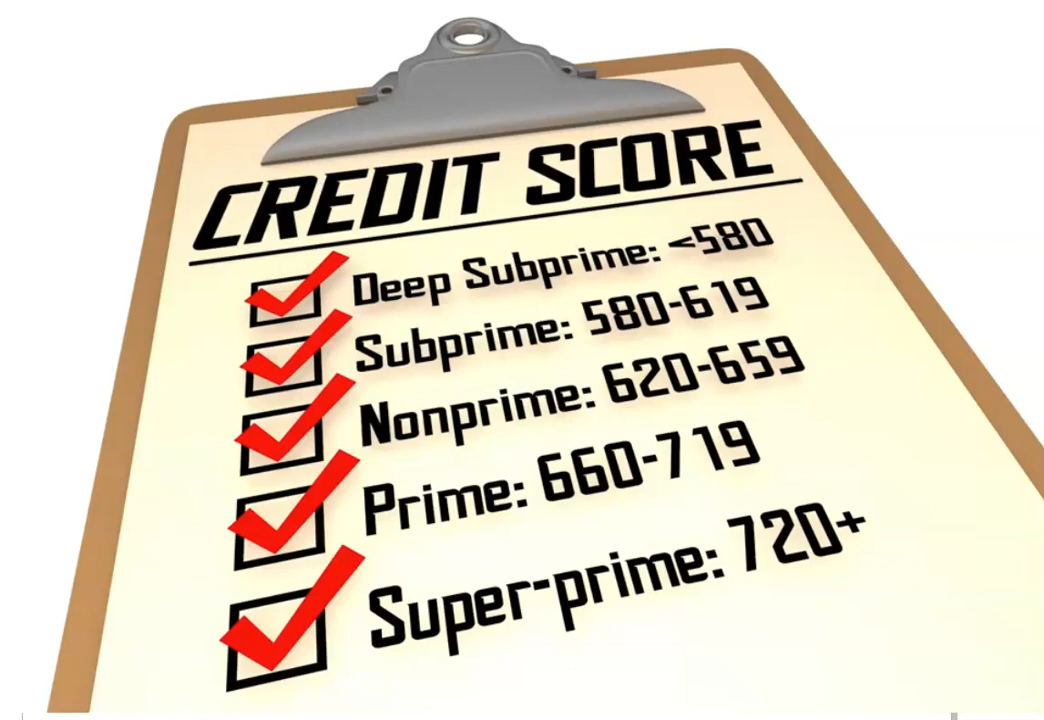 CREDIT SCORE
Deep Subprime: <580
Subprime: 580-619
Nonprime: 620-659
Prime: 660-719
Super-prime: 720+